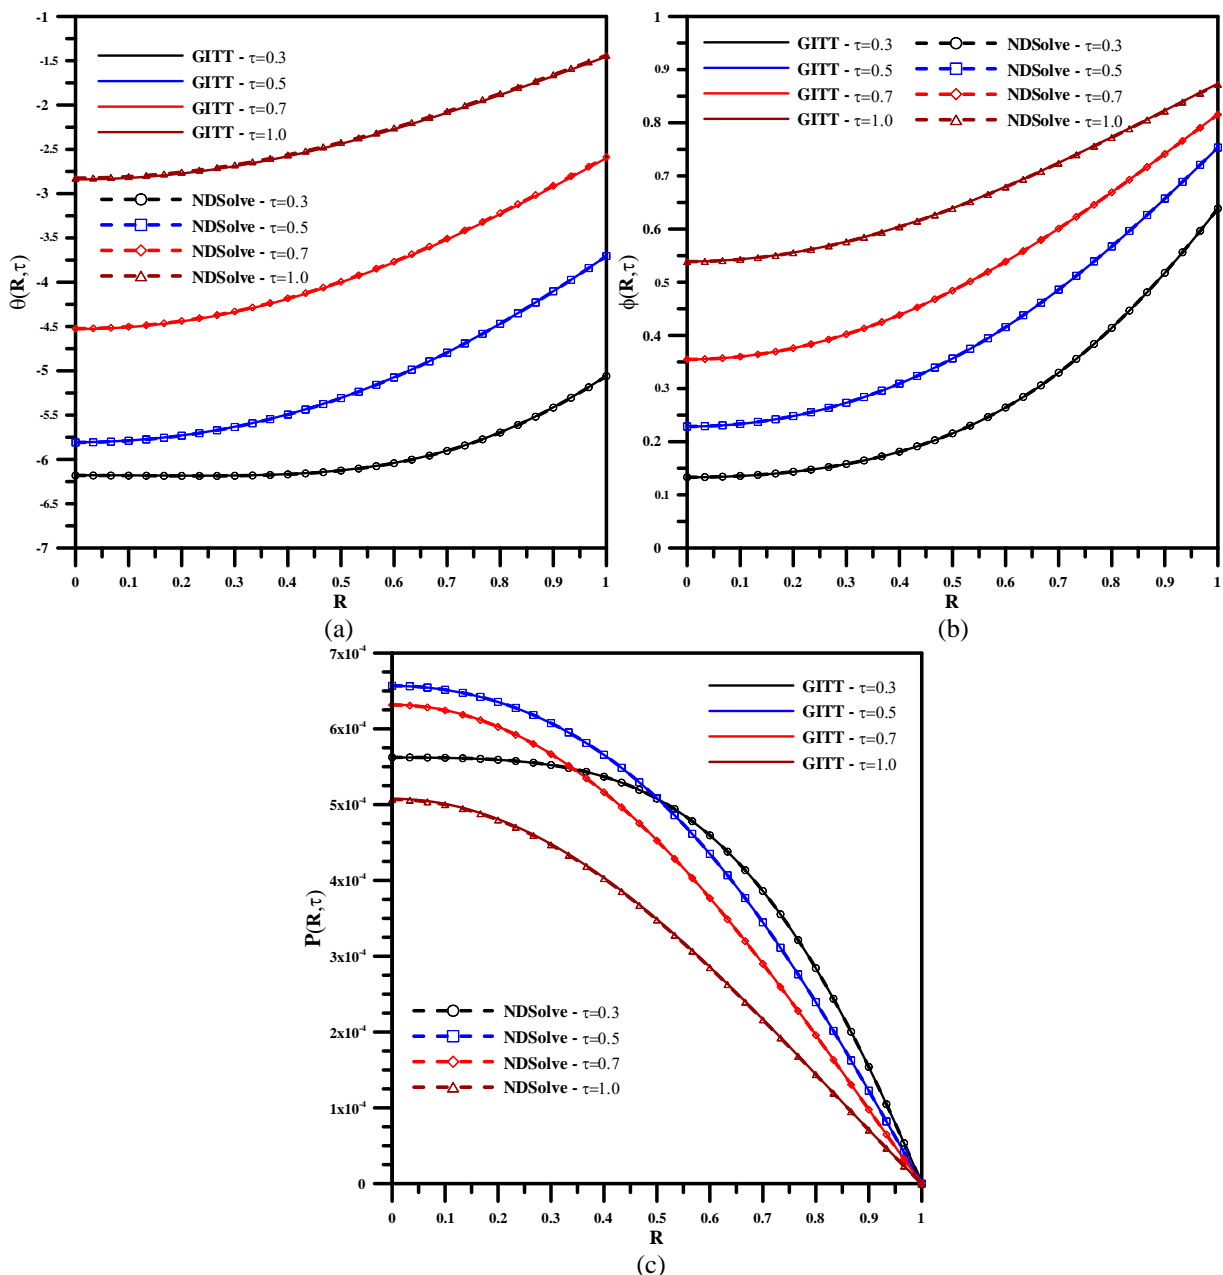 -1
-1.5
-2
-2.5
-3
-3.5
-4
-4.5
-5
-5.5
-6
-6.5
-7
θ(R,τ)
GITT - τ=0.3
GITT - τ=0.5
GITT - τ=0.7
GITT - τ=1.0
NDSolve - τ=0.3
NDSolve - τ=0.5
NDSolve - τ=0.7
NDSolve - τ=1.0
0 0.1 0.2 0.3 0.4 0.5 0.6 0.7 0.8 0.9 1
R
(a)
1
0.9
0.8
0.7
0.6
0.5
0.4
0.3
0.2
0.1
0
ϕ(R,τ)
GITT - τ=0.3 NDSolve - τ=0.3
GITT - τ=0.5 NDSolve - τ=0.5
GITT - τ=0.7 NDSolve - τ=0.7
GITT - τ=1.0 NDSolve - τ=1.0
0 0.1 0.2 0.3 0.4 0.5 0.6 0.7 0.8 0.9 1
R
(b)
7x10⁻⁴
6x10⁻⁴
5x10⁻⁴
4x10⁻⁴
3x10⁻⁴
2x10⁻⁴
1x10⁻⁴
0
P(R,τ)
GITT - τ=0.3
GITT - τ=0.5
GITT - τ=0.7
GITT - τ=1.0
NDSolve - τ=0.3
NDSolve - τ=0.5
NDSolve - τ=0.7
NDSolve - τ=1.0
0 0.1 0.2 0.3 0.4 0.5 0.6 0.7 0.8 0.9 1
R
(c)